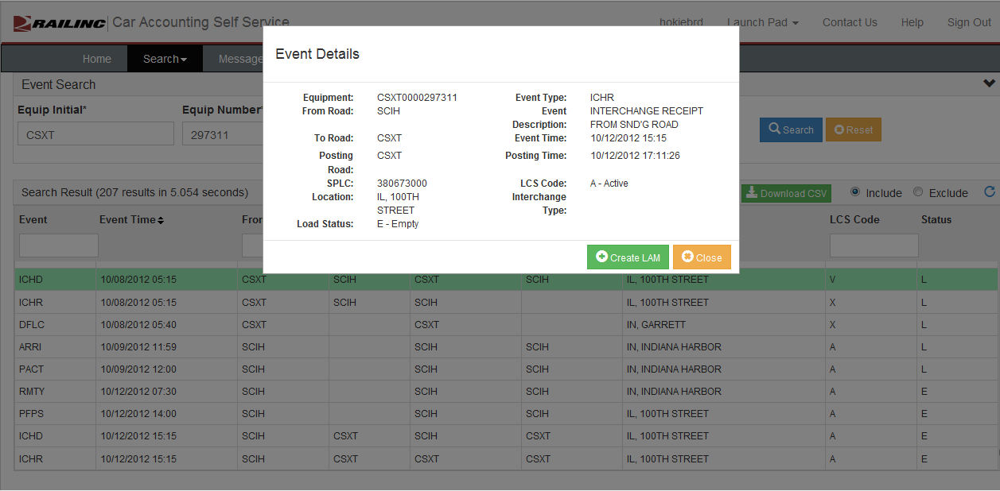 RAILINC Car Accounting Self Service
hokiebrd Launch Pad Contact Us Help Sign Out
Home Search Message
Event Search
Equip Initial* Equip Number*
CSXT 297311
Search Reset
Event Details
Equipment: CSXT0000297311 Event Type: ICHR
From Road: SCIH Event INTERCHANGE RECEIPT
Description: FROM SND'G ROAD
To Road: CSXT Event Time: 10/12/2012 15:15
Posting CSXT Posting Time: 10/12/2012 17:11:26
Road:
SPLC: 380673000 LCS Code: A - Active
Location: IL, 100TH Interchange
STREET Type:
Load Status: E - Empty
Create LAM Close
Search Result (207 results in 5.054 seconds) Download CSV Include Exclude
Event Event Time LCS Code Status
ICHD 10/08/2012 05:15 CSXT SCIH CSXT SCIH IL, 100TH STREET V L
ICHR 10/08/2012 05:15 CSXT SCIH SCIH IL, 100TH STREET X L
DFLC 10/08/2012 05:40 CSXT CSXT IN, GARRETT X L
ARRI 10/09/2012 11:59 SCIH SCIH SCIH IN, INDIANA HARBOR A L
PACT 10/09/2012 12:00 SCIH SCIH SCIH IN, INDIANA HARBOR A L
RMTY 10/12/2012 07:30 SCIH SCIH SCIH IN, INDIANA HARBOR A E
PFPS 10/12/2012 14:00 SCIH SCIH SCIH IL, 100TH STREET A E
ICHD 10/12/2012 15:15 SCIH CSXT SCIH CSXT IL, 100TH STREET A E
ICHR 10/12/2012 15:15 SCIH CSXT CSXT CSXT IL, 100TH STREET A E